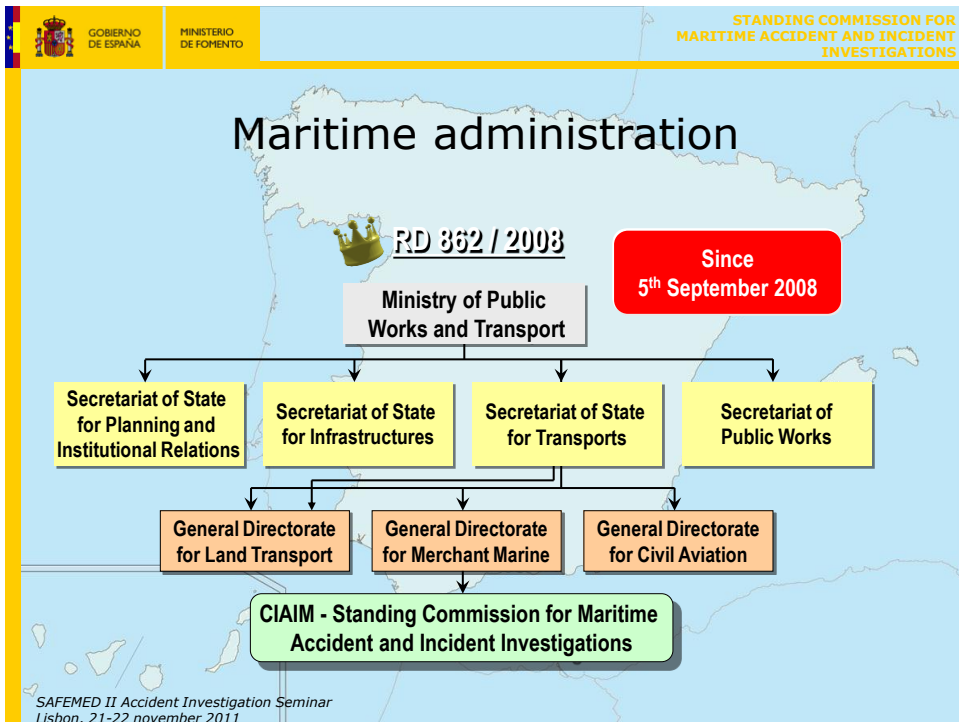 GOBIERNO
DE ESPAÑA
MINISTERIO
DE FOMENTO
STANDING COMMISSION FOR
MARITIME ACCIDENT AND INCIDENT
INVESTIGATIONS
Maritime administration
RD 862 / 2008
Since
5th September 2008
Ministry of Public
Works and Transport
Secretariat of State
for Planning and
Institutional Relations
Secretariat of State
for Infrastructures
Secretariat of State
for Transports
Secretariat of
Public Works
General Directorate
for Land Transport
General Directorate
for Merchant Marine
General Directorate
for Civil Aviation
CIAIM - Standing Commission for Maritime
Accident and Incident Investigations
SAFEMED II Accident Investigation Seminar
Lisbon, 21-22 november 2011